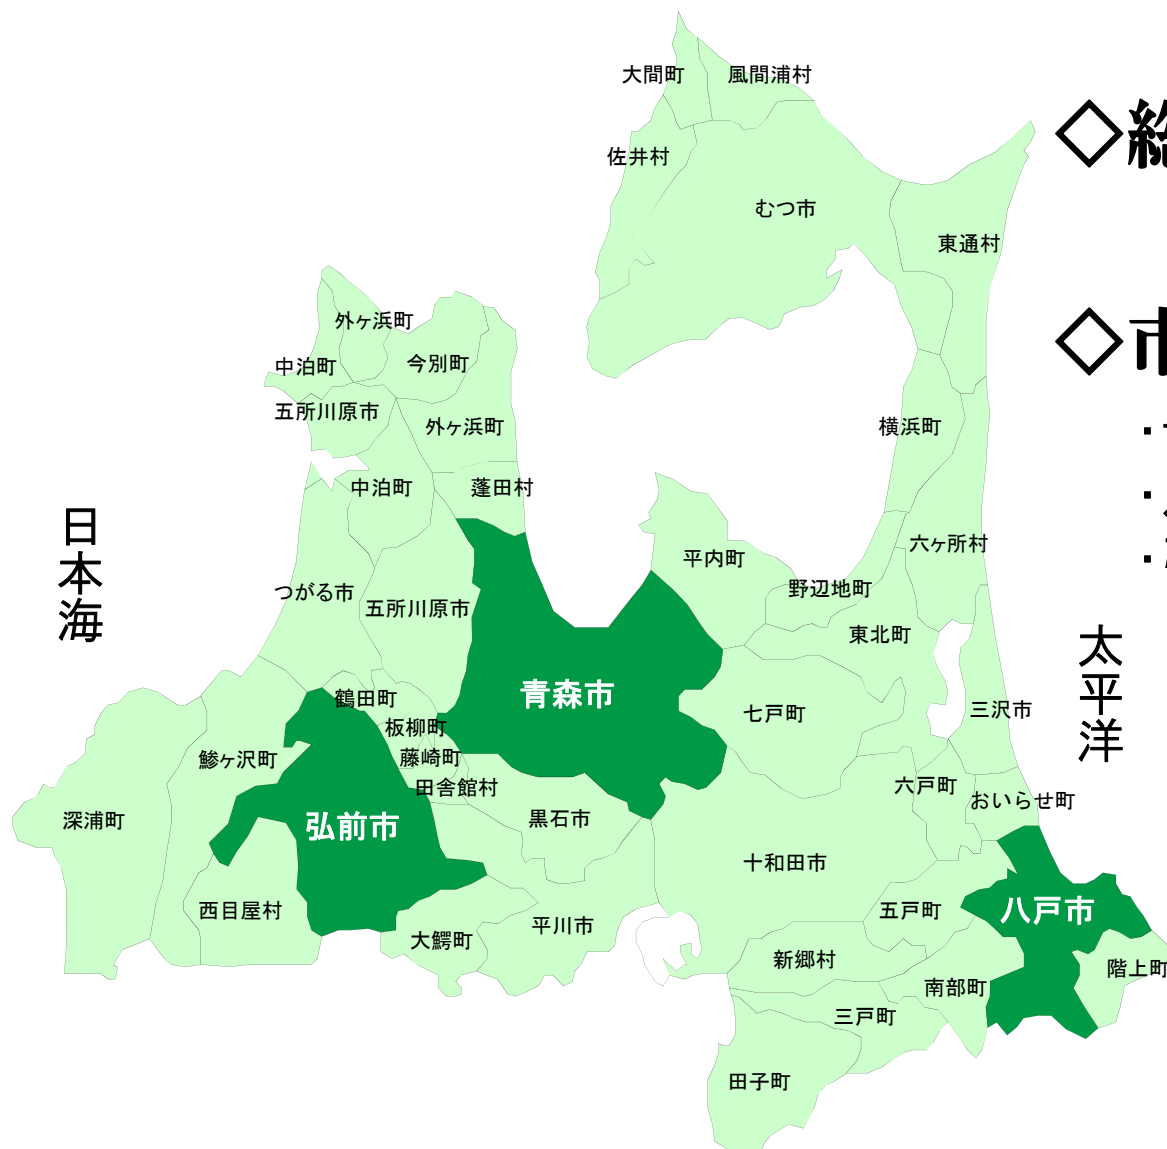 大間町
風間浦村
◇総
佐井村
むつ市
東通村
外ヶ浜町
◇市
中泊町
今別町
五所川原市
外ヶ浜町
横浜町
中泊町
蓬田村
日本海
六ヶ所村
平内町
野辺地町
つがる市
五所川原市
東北町
太平洋
鶴田町
青森市
板柳町
七戸町
三沢市
鰺ヶ沢町
藤崎町
田舎館村
六戸町
おいらせ町
深浦町
弘前市
黒石市
十和田市
西目屋村
五戸町
八戸市
大鰐町
平川市
新郷村
階上町
南部町
三戸町
田子町